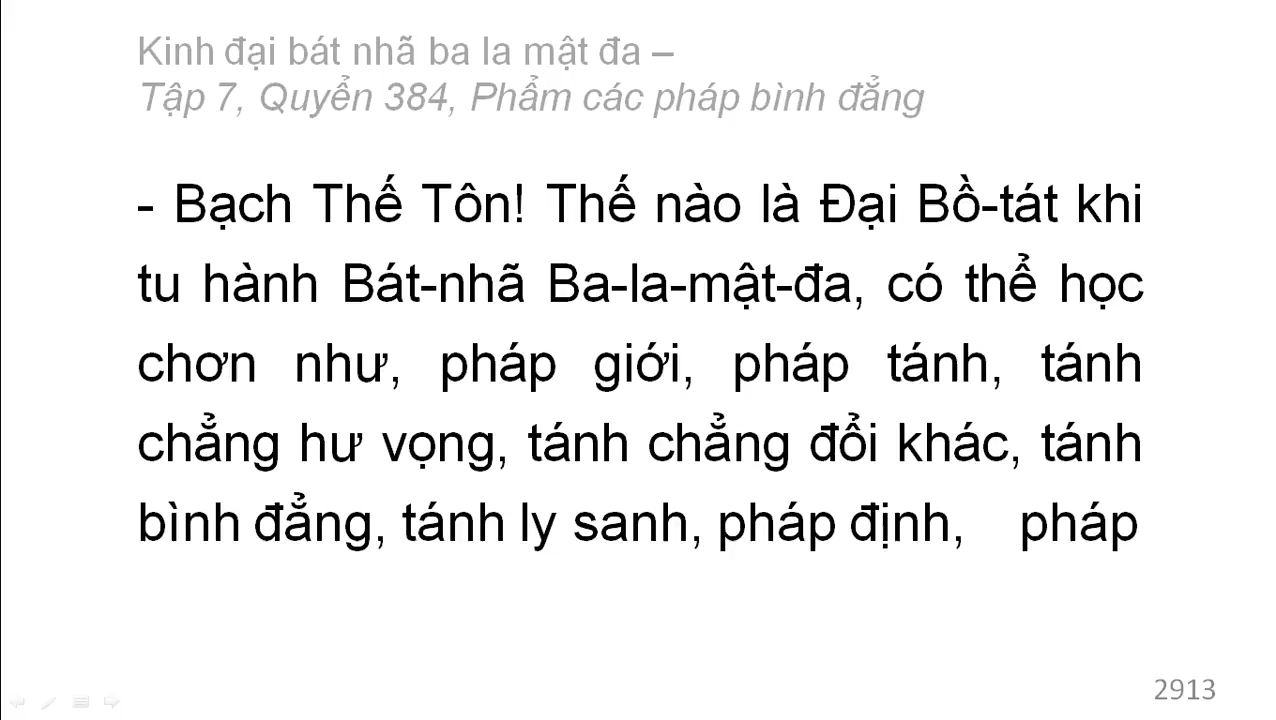 Kinh đại bát nhã ba la mật đa –
Tập 7, Quyển 384, Phẩm các pháp bình đẳng
- Bạch Thế Tôn! Thế nào là Đại Bồ-tát khi
tu hành Bát-nhã Ba-la-mật-đa, có thể học
chơn như, pháp giới, pháp tánh, tánh
chẳng hư vọng, tánh chẳng đổi khác, tánh
bình đẳng, tánh ly sanh, pháp định, pháp
2913